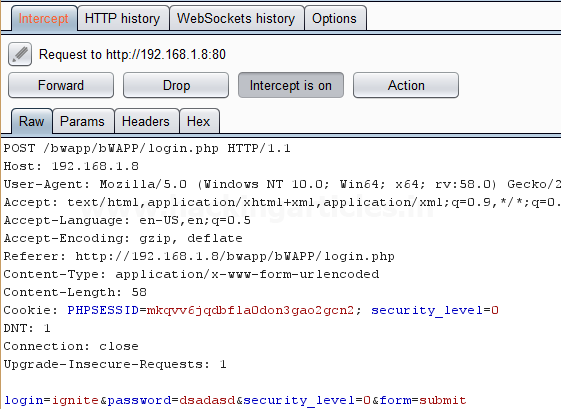 Intercept HTTP history WebSockets history Options
Request to http://192.168.1.8:80
Forward Drop Intercept is on Action
Raw Params Headers Hex
POST /bwapp/bWAPP/login.php HTTP/1.1
Host: 192.168.1.8
User-Agent: Mozilla/5.0 (Windows NT 10.0; Win64; x64; rv:58.0) Gecko/2
Accept: text/html,application/xhtml+xml,application/xml;q=0.9,*/*;q=0.
Accept-Language: en-US,en;q=0.5
Accept-Encoding: gzip, deflate
Referer: http://192.168.1.8/bwapp/bWAPP/login.php
Content-Type: application/x-www-form-urlencoded
Content-Length: 58
Cookie: PHPSESSID=mkqvv6jqdbfla0don3gao2gcn2; security_level=0
DNT: 1
Connection: close
Upgrade-Insecure-Requests: 1
login=ignite&password=dsadasd&security_level=0&form=submit